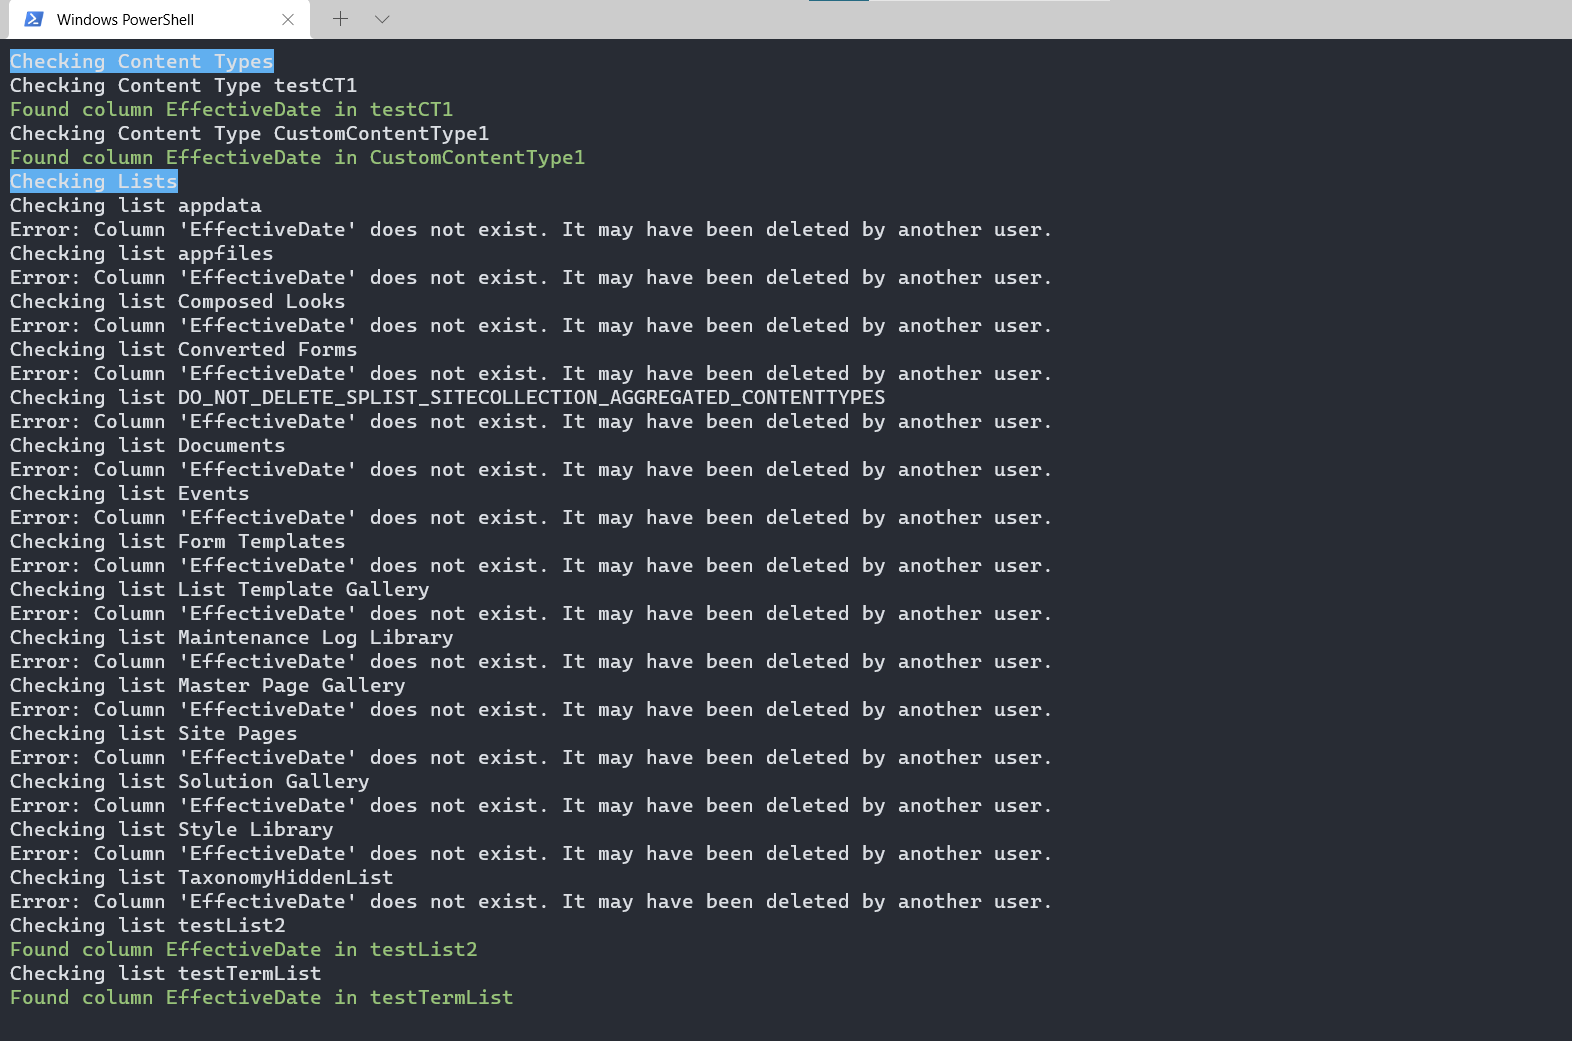 Windows PowerShell
Checking Content Types
Checking Content Type testCT1
Found column EffectiveDate in testCT1
Checking Content Type CustomContentType1
Found column EffectiveDate in CustomContentType1
Checking Lists
Checking list appdata
Error: Column 'EffectiveDate' does not exist. It may have been deleted by another user.
Checking list appfiles
Error: Column 'EffectiveDate' does not exist. It may have been deleted by another user.
Checking list Composed Looks
Error: Column 'EffectiveDate' does not exist. It may have been deleted by another user.
Checking list Converted Forms
Error: Column 'EffectiveDate' does not exist. It may have been deleted by another user.
Checking list DO_NOT_DELETE_SPLIST_SITECOLLECTION_AGGREGATED_CONTENTTYPES
Error: Column 'EffectiveDate' does not exist. It may have been deleted by another user.
Checking list Documents
Error: Column 'EffectiveDate' does not exist. It may have been deleted by another user.
Checking list Events
Error: Column 'EffectiveDate' does not exist. It may have been deleted by another user.
Checking list Form Templates
Error: Column 'EffectiveDate' does not exist. It may have been deleted by another user.
Checking list List Template Gallery
Error: Column 'EffectiveDate' does not exist. It may have been deleted by another user.
Checking list Maintenance Log Library
Error: Column 'EffectiveDate' does not exist. It may have been deleted by another user.
Checking list Master Page Gallery
Error: Column 'EffectiveDate' does not exist. It may have been deleted by another user.
Checking list Site Pages
Error: Column 'EffectiveDate' does not exist. It may have been deleted by another user.
Checking list Solution Gallery
Error: Column 'EffectiveDate' does not exist. It may have been deleted by another user.
Checking list Style Library
Error: Column 'EffectiveDate' does not exist. It may have been deleted by another user.
Checking list TaxonomyHiddenList
Error: Column 'EffectiveDate' does not exist. It may have been deleted by another user.
Checking list testList2
Found column EffectiveDate in testList2
Checking list testTermList
Found column EffectiveDate in testTermList